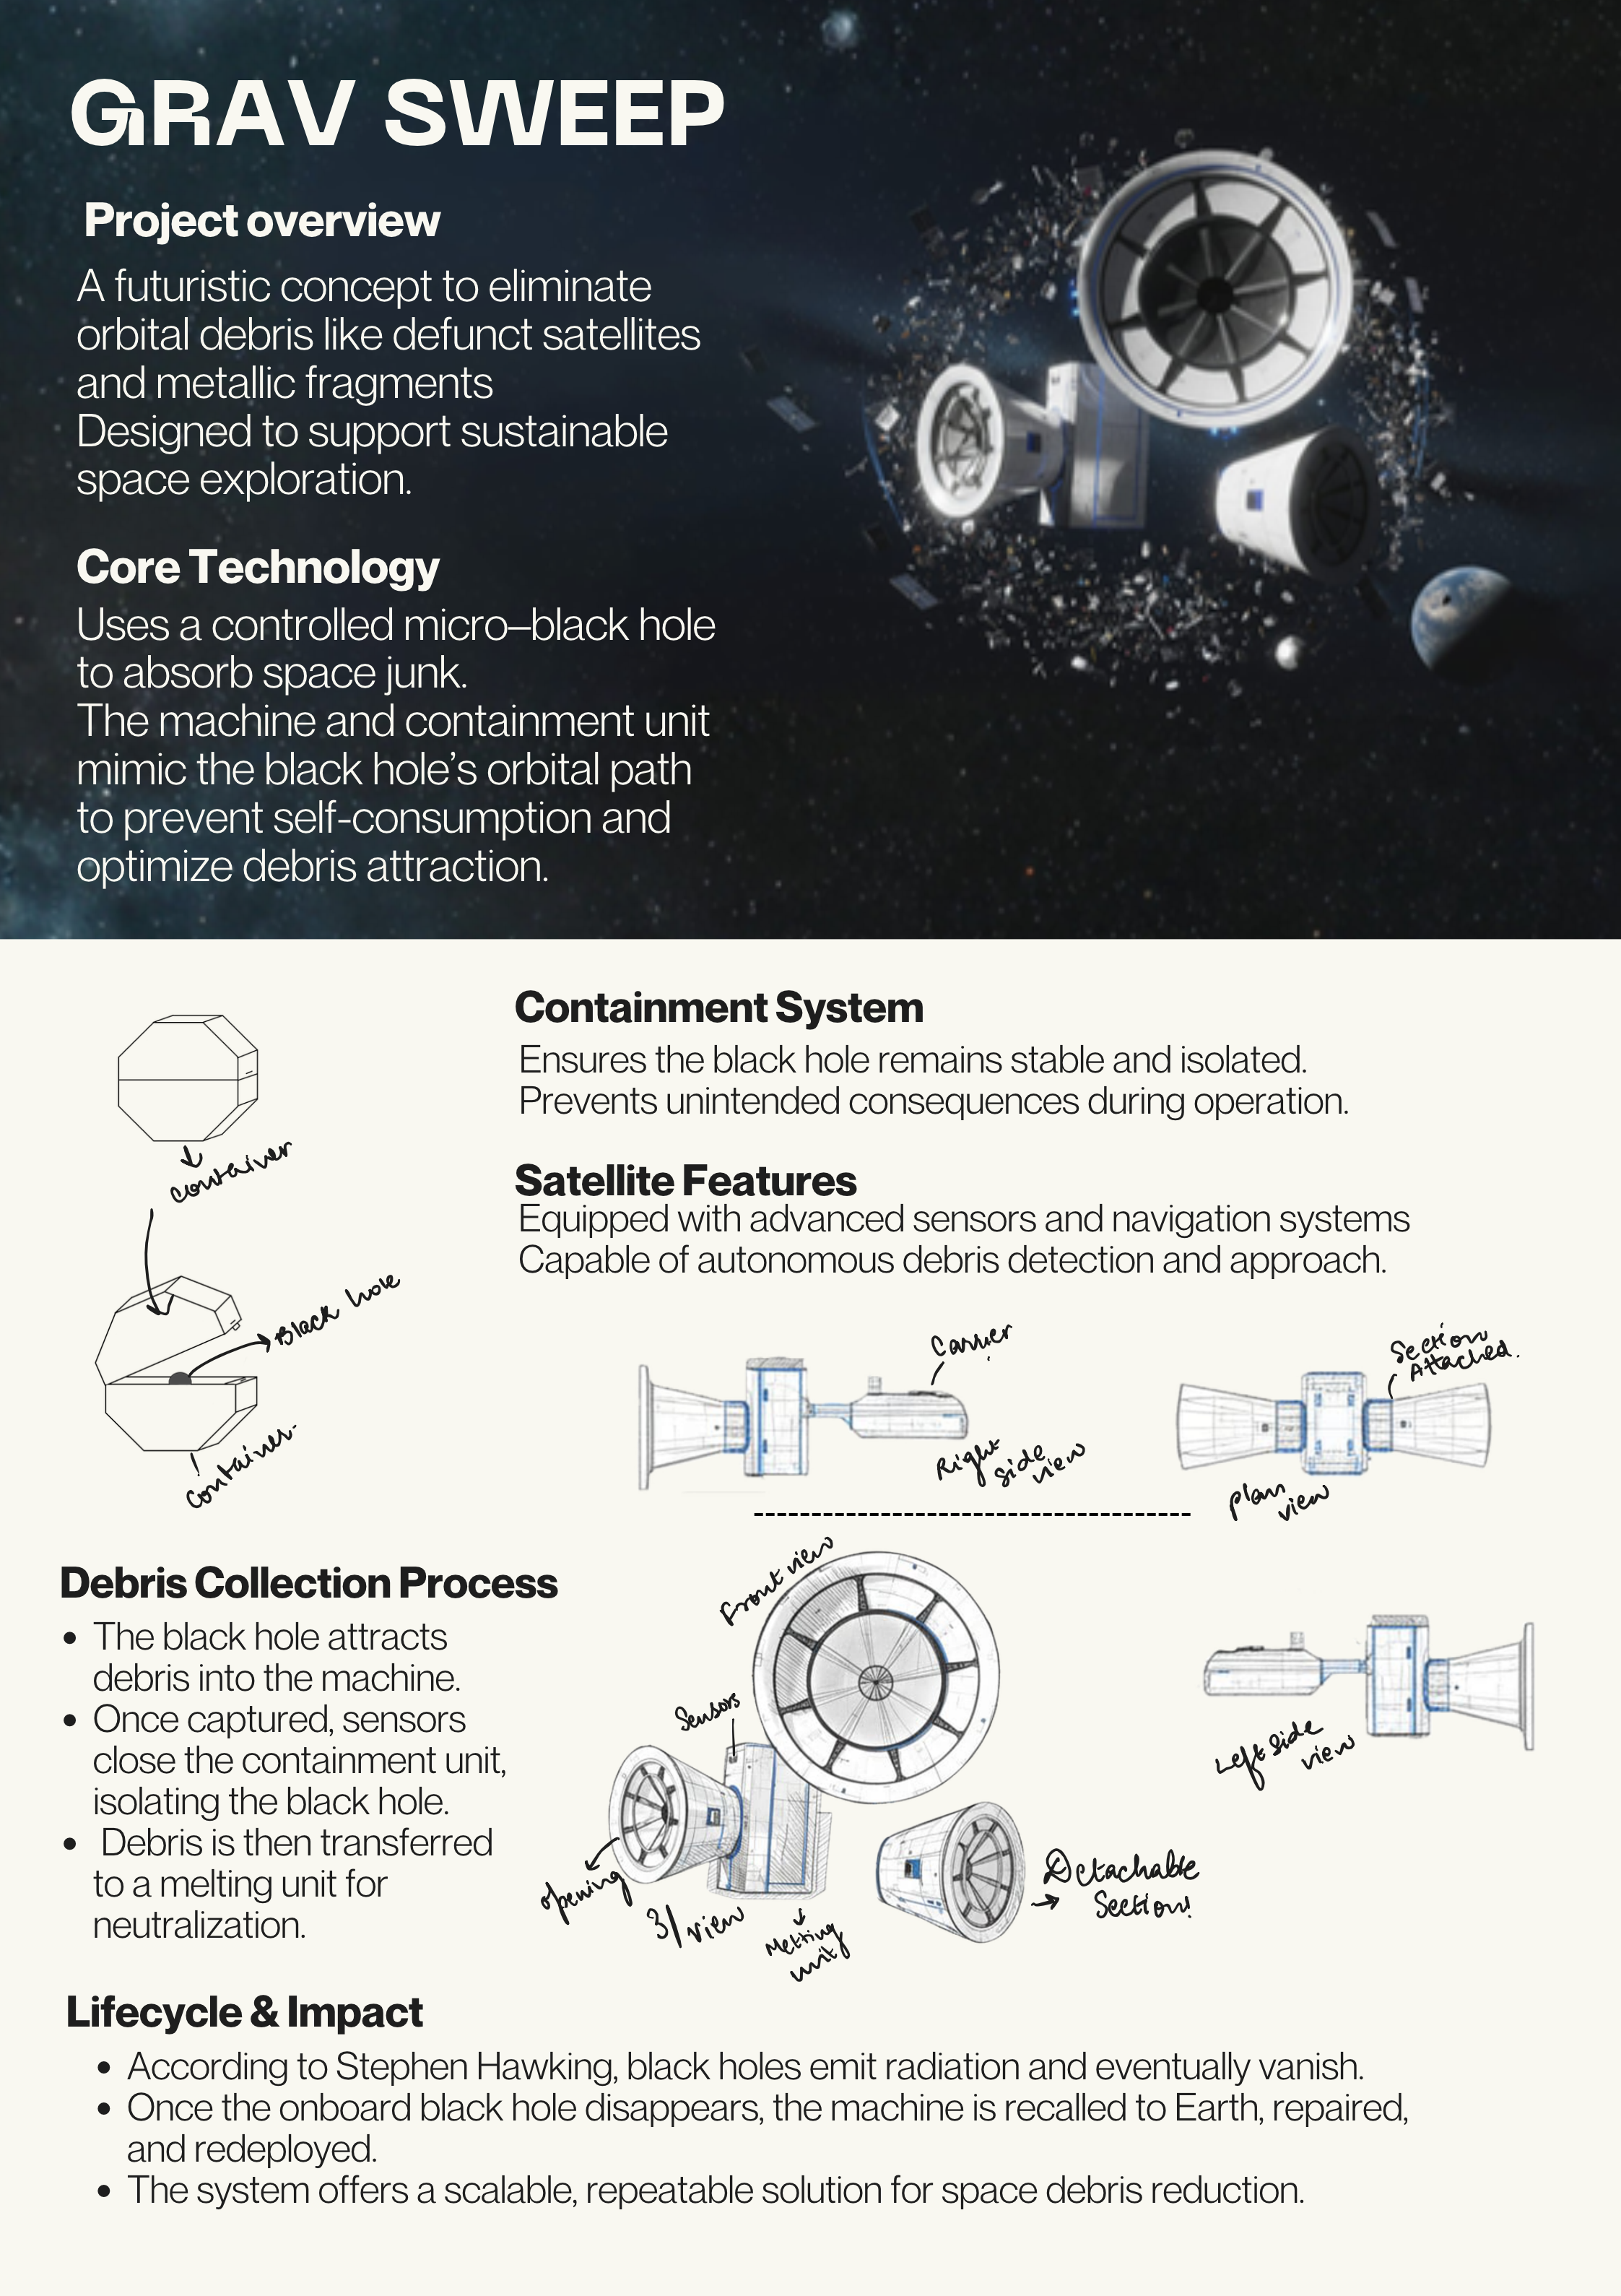 GRAV SWEEP
Project overview
A futuristic concept to eliminate
orbital debris like defunct satellites
and metallic fragments
Designed to support sustainable
space exploration.
Core Technology
Uses a controlled micro–black hole
to absorb space junk.
The machine and containment unit
mimic the black hole’s orbital path
to prevent self-consumption and
optimize debris attraction.
Containment System
Ensures the black hole remains stable and isolated.
Prevents unintended consequences during operation.
container
Satellite Features
Equipped with advanced sensors and navigation systems
Capable of autonomous debris detection and approach.
Black hole
container
Carrier
Right
side
view
Section
Attached.
plan
view
Debris Collection Process
• The black hole attracts
debris into the machine.
• Once captured, sensors
close the containment unit,
isolating the black hole.
• Debris is then transferred
to a melting unit for
neutralization.
Front view
Sensors
opening
3/view
Melting
unit
Detachable
Section!
Left side
view
Lifecycle & Impact
• According to Stephen Hawking, black holes emit radiation and eventually vanish.
• Once the onboard black hole disappears, the machine is recalled to Earth, repaired,
and redeployed.
• The system offers a scalable, repeatable solution for space debris reduction.